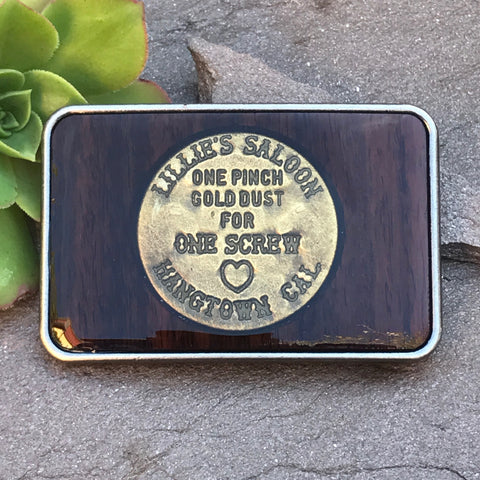 LILLIE'S SALOON
ONE PINCH
GOLD DUST
FOR
ONE SCREW
HANGTOWN CAL